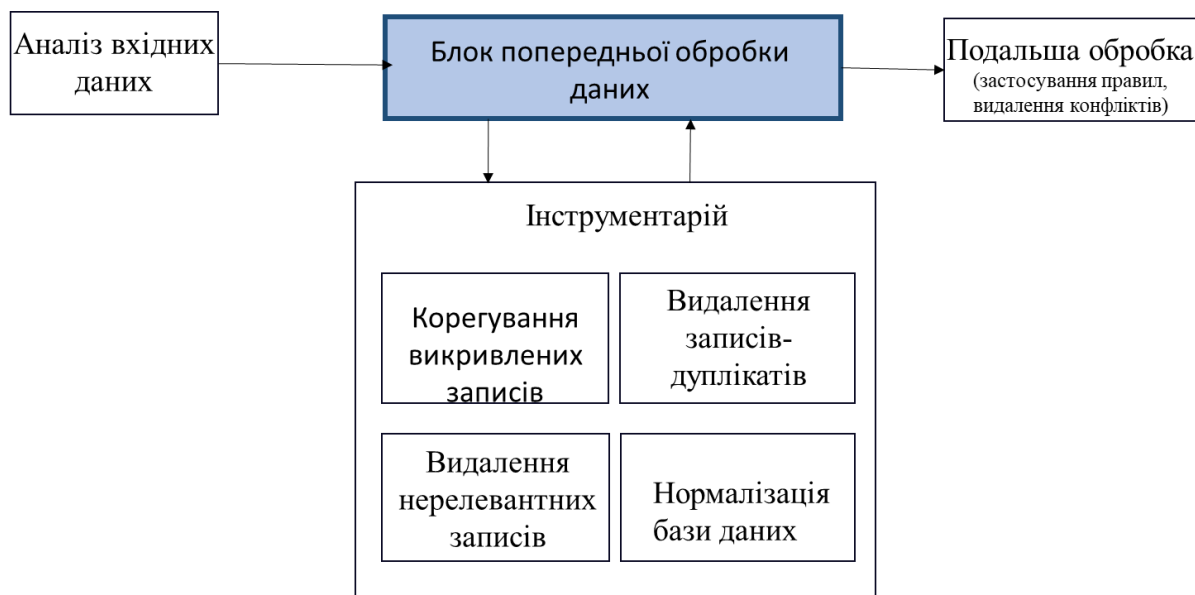 Аналіз вхідних
даних
Блок попередньої обробки
даних
Подальша обробка
(застосування правил,
видалення конфліктів)
Інструментарій
Корегування
викривлених
записів
Видалення
записів-
дуплікатів
Видалення
нерелевантних
записів
Нормалізація
бази даних